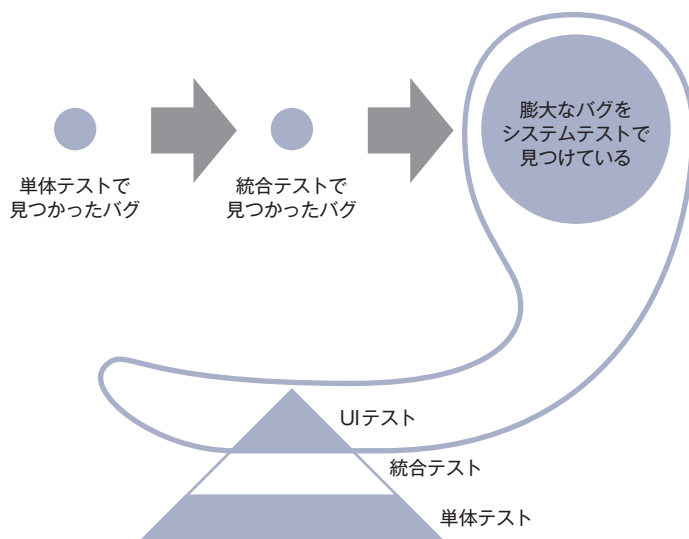 膨大なバグを
システムテストで
見つけている
単体テストで
見つかったバグ
統合テストで
見つかったバグ
UIテスト
統合テスト
単体テスト